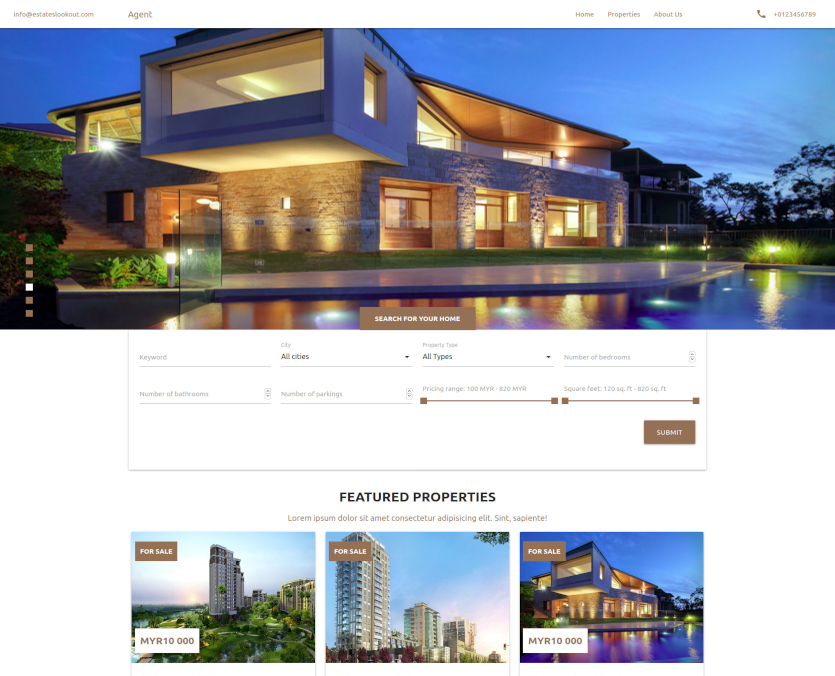 info@estateslookout.com
Agent
Home
Properties
About Us
+0123456789
SEARCH FOR YOUR HOME
Keyword
City
All cities
Property Type
All Types
Number of bedrooms
Number of bathrooms
Number of parkings
Pricing range: 100 MYR - 820 MYR
Square feet: 120 sq. ft - 820 sq. ft
SUBMIT
FEATURED PROPERTIES
Lorem ipsum dolor sit amet consectetur adipisicing elit. Sint, sapiente!
FOR SALE
FOR SALE
FOR SALE
MYR10 000
MYR10 000